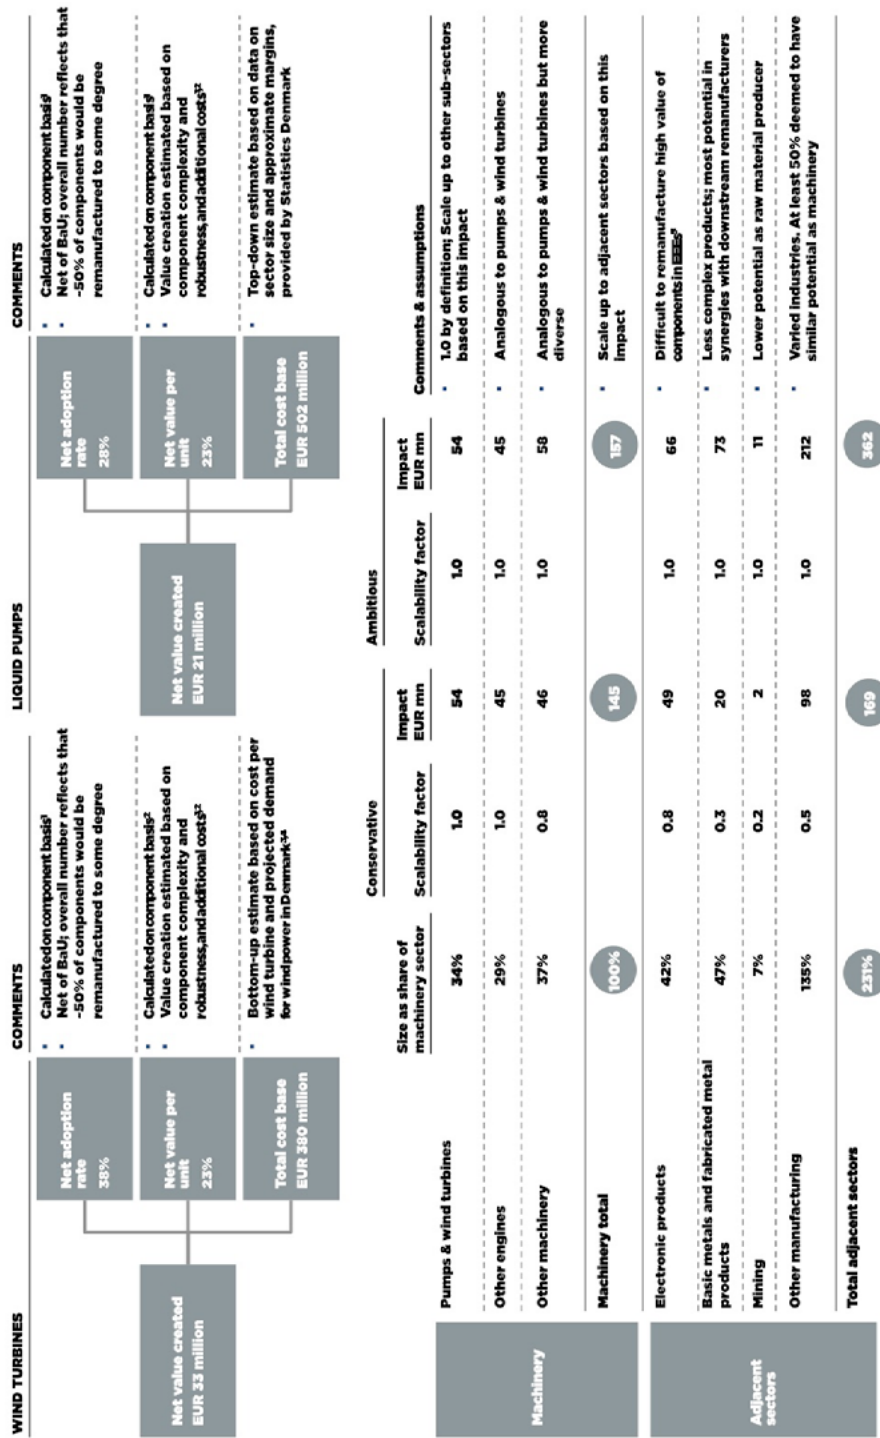 WIND TURBINES
Net value created
EUR 33 million
Net adoption
rate
38%
Net value per
unit
23%
Total cost base
EUR 380 million
COMMENTS
▪ Calculated on component basis¹
▪ Net of BaU; overall number reflects that
~50% of components would be
remanufactured to some degree
▪ Calculated on component basis²
▪ Value creation estimated based on
component complexity and
robustness, and additional costs¹²
▪ Bottom-up estimate based on cost per
wind turbine and projected demand
for wind power in Denmark³⁴
LIQUID PUMPS
Net value created
EUR 21 million
Net adoption
rate
28%
Net value per
unit
23%
Total cost base
EUR 502 million
COMMENTS
▪ Calculated on component basis¹
▪ Net of BaU; overall number reflects that
~50% of components would be
remanufactured to some degree
▪ Calculated on component basis¹
▪ Value creation estimated based on
component complexity and
robustness, and additional costs¹²
▪ Top-down estimate based on data on
sector size and approximate margins,
provided by Statistics Denmark
Conservative Ambitious
Size as share of machinery sector Scalability factor Impact EUR mn Scalability factor Impact EUR mn Comments & assumptions
Machinery
Pumps & wind turbines 34% 1.0 54 1.0 54 ▪ 1.0 by definition; Scale up to other sub-sectors
based on this impact
Other engines 29% 1.0 45 1.0 45 ▪ Analogous to pumps & wind turbines
Other machinery 37% 0.8 46 1.0 58 ▪ Analogous to pumps & wind turbines but more
diverse
Machinery total 100% 145 157 ▪ Scale up to adjacent sectors based on this
impact
Adjacent
sectors
Electronic products 42% 0.8 49 1.0 66 ▪ Difficult to remanufacture high value of
components in EEEs⁵
Basic metals and fabricated metal 47% 0.3 20 1.0 73 ▪ Less complex products; most potential in
products synergies with downstream remanufacturers
Mining 7% 0.2 2 1.0 11 ▪ Lower potential as raw material producer
Other manufacturing 135% 0.5 98 1.0 212 ▪ Varied industries. At least 50% deemed to have
similar potential as machinery
Total adjacent sectors 231% 169 362